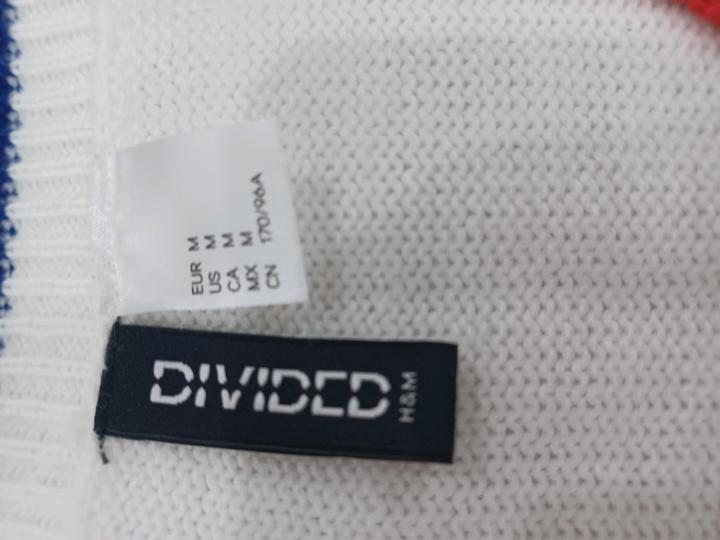 EUR M
US M
CA M
MX M
CN 170/96A
DIVIDED
H&M